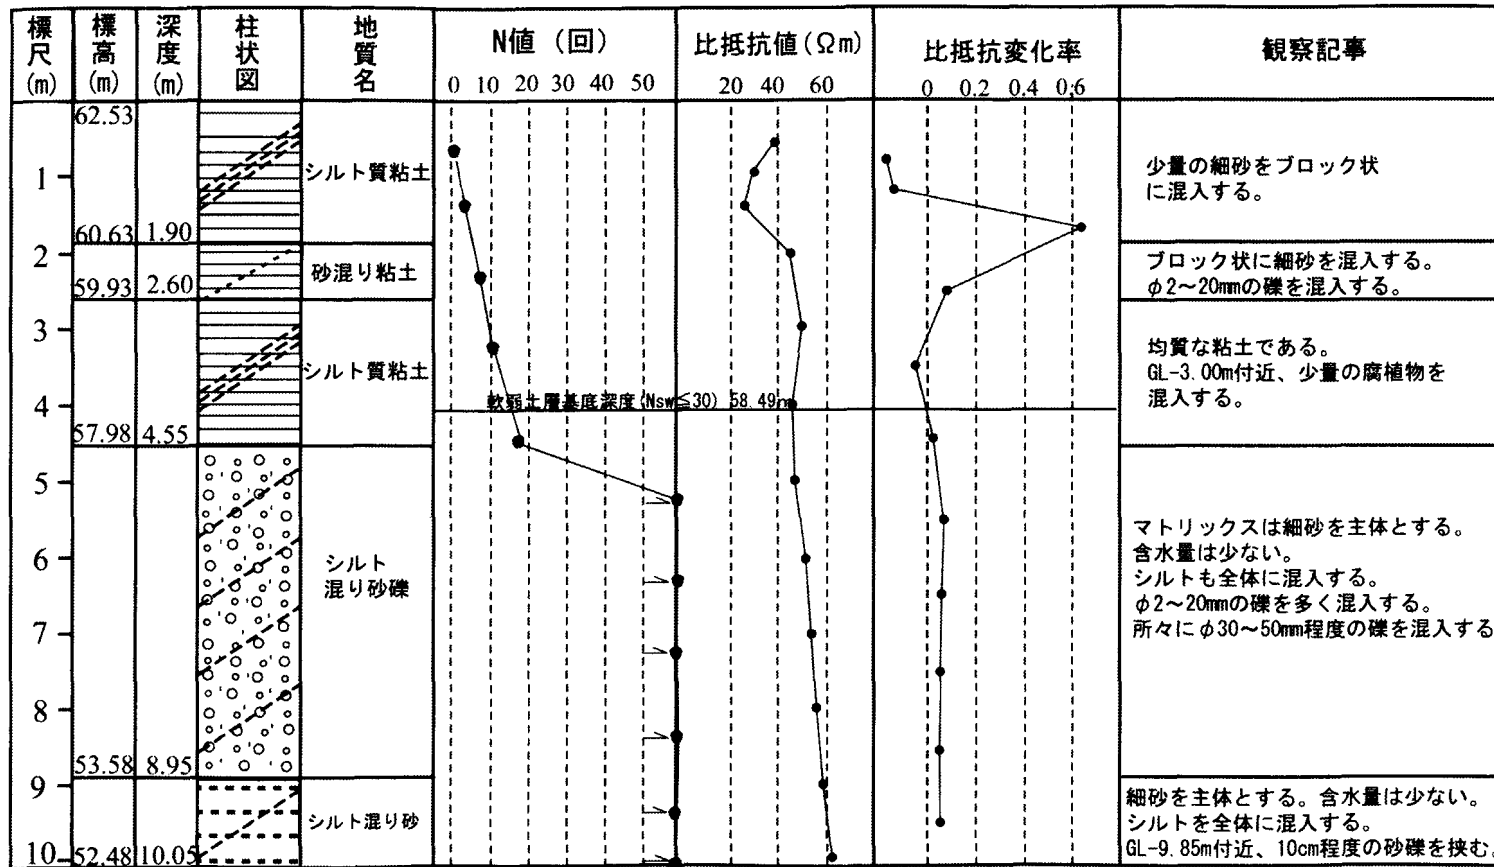 標尺(m) 標高(m) 深度(m) 柱状図 地質名 N値（回） 比抵抗値(Ωm) 比抵抗変化率 観察記事
0 10 20 30 40 50 20 40 60 0 0.2 0.4 0.6
62.53
1 シルト質粘土 少量の細砂をブロック状
に混入する。
60.63 1.90
2 砂混り粘土 ブロック状に細砂を混入する。
59.93 2.60 φ2～20mmの礫を混入する。
3 シルト質粘土 均質な粘土である。
GL-3.00m付近、少量の腐植物を
混入する。
4 軟弱土層基底深度(Nsw≦30) 58.49m
57.98 4.55
5 マトリックスは細砂を主体とする。
含水量は少ない。
6 シルト
混り砂礫 シルトも全体に混入する。
φ2～20mmの礫を多く混入する。
7 所々にφ30～50mm程度の礫を混入する
8
53.58 8.95
9 シルト混り砂 細砂を主体とする。含水量は少ない。
シルトを全体に混入する。
10 52.48 10.05 GL-9.85m付近、10cm程度の砂礫を挟む。